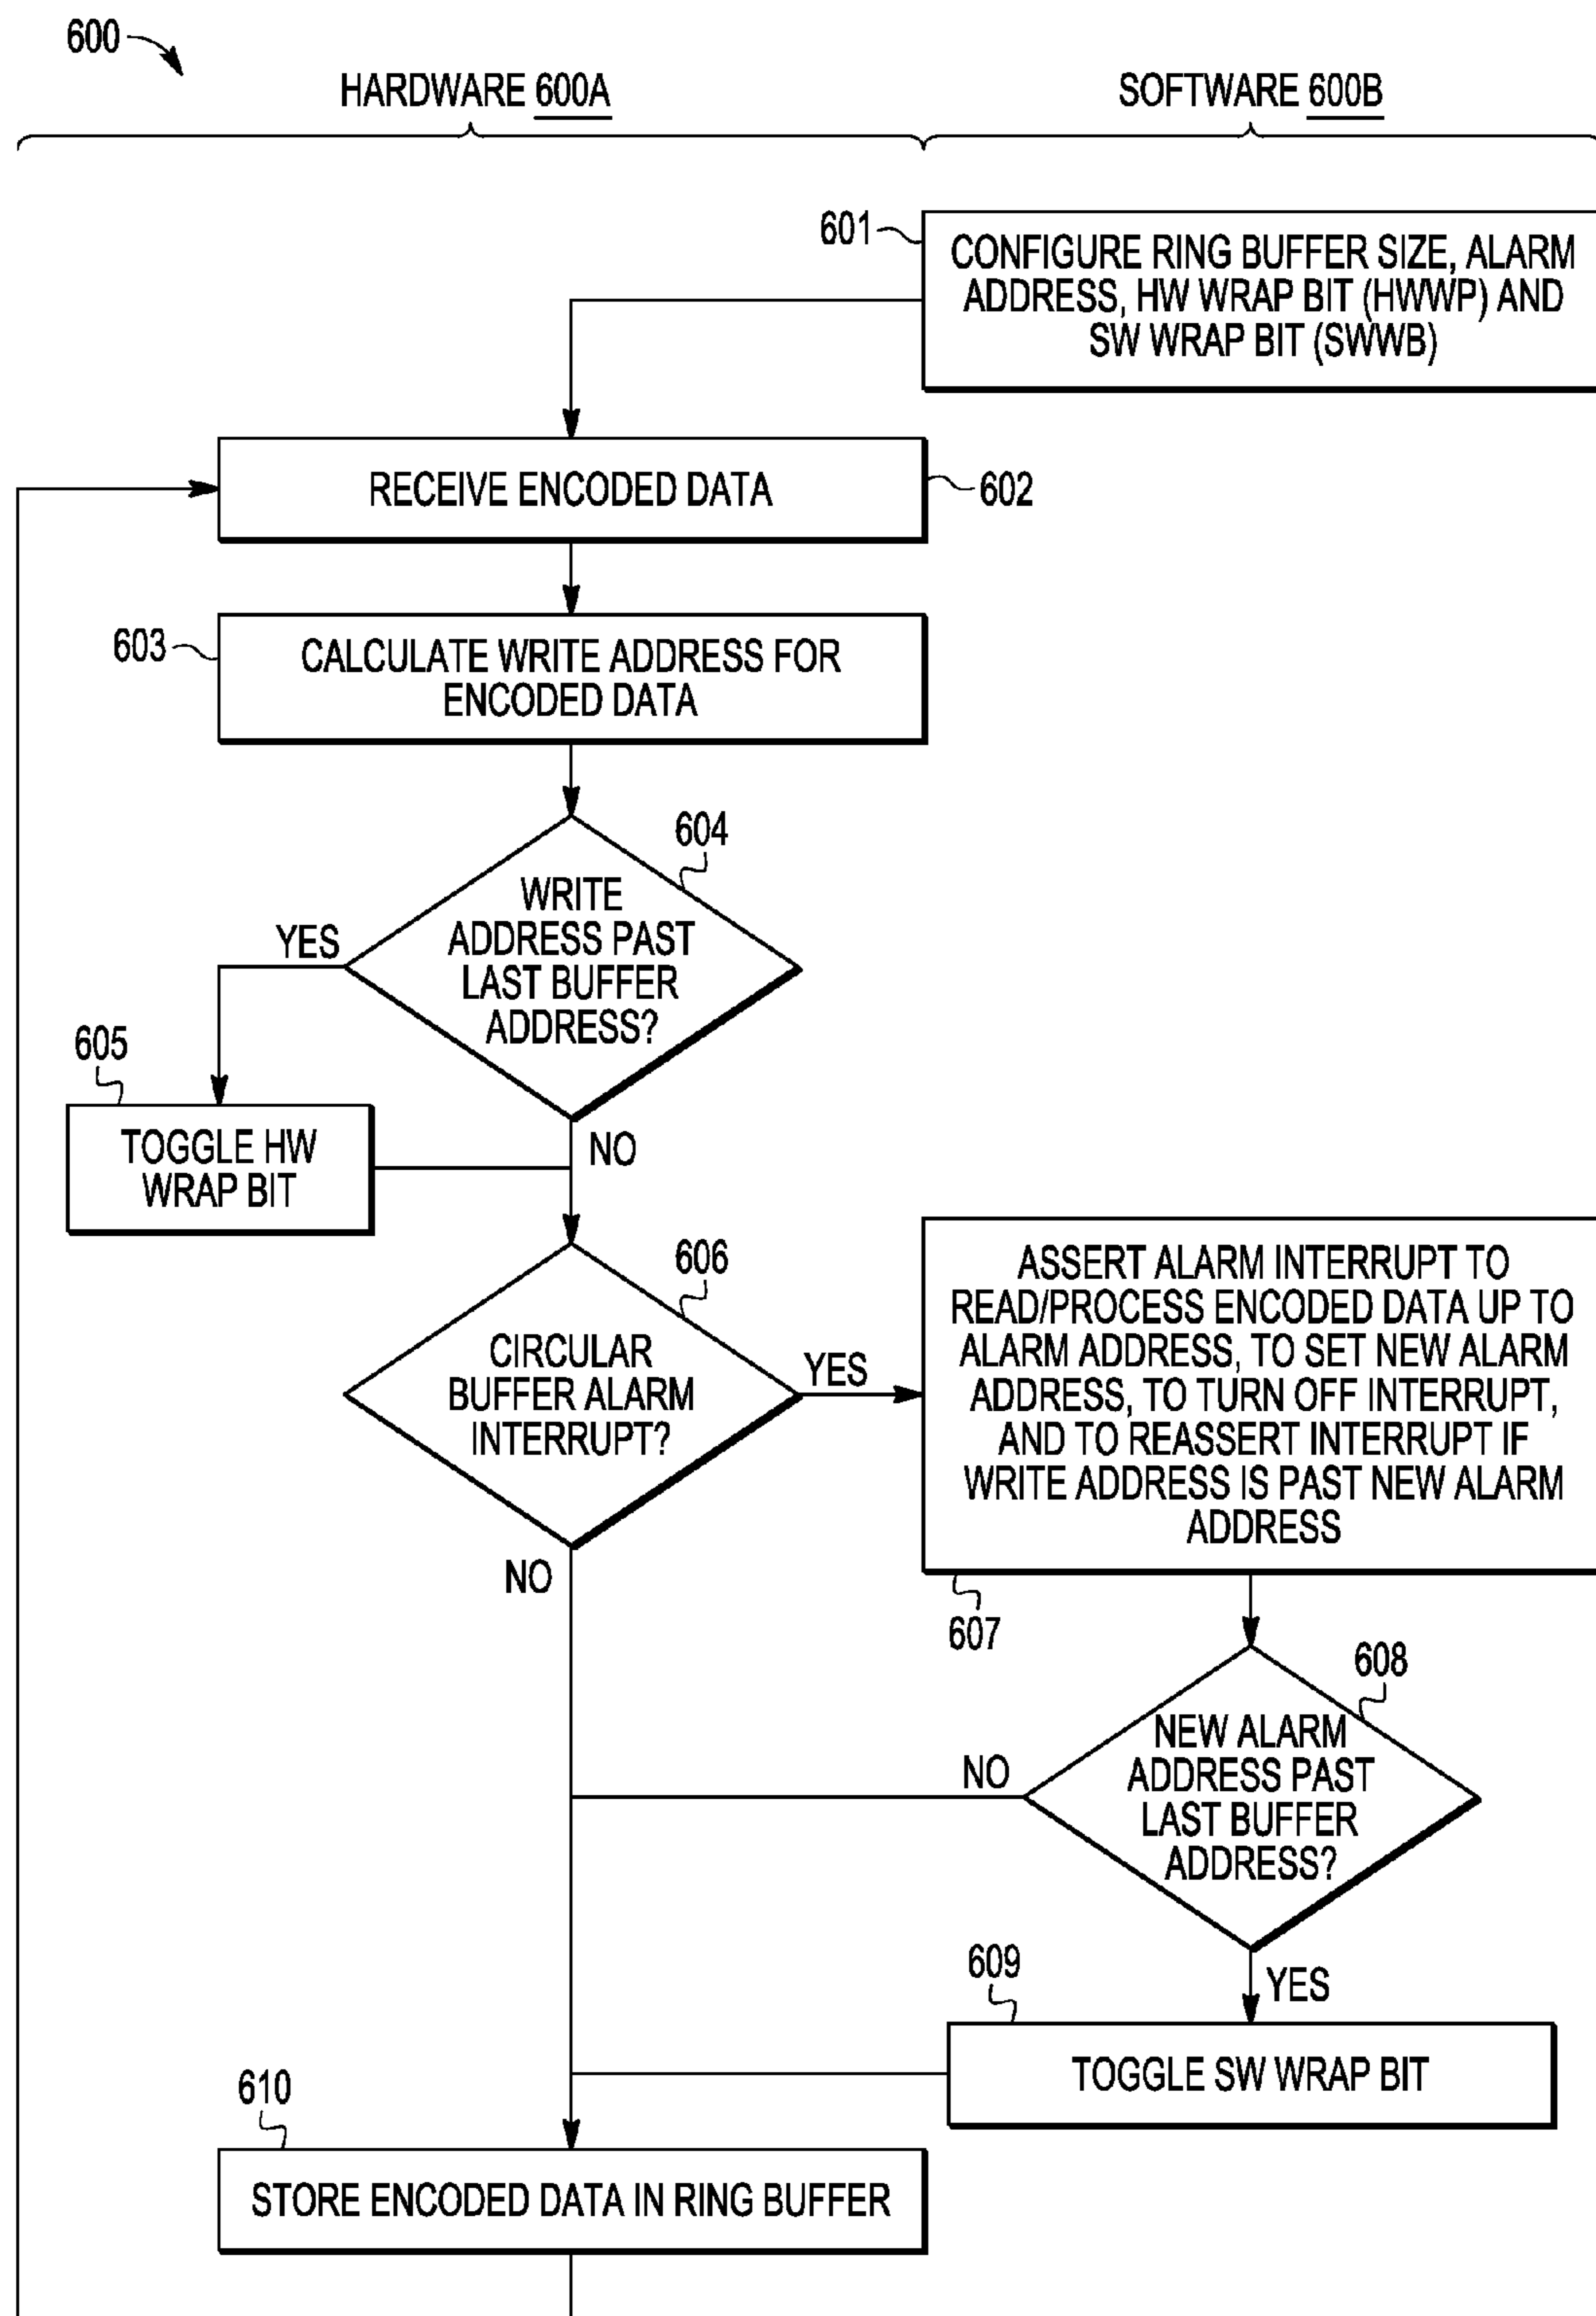 600
HARDWARE 600A
SOFTWARE 600B
601
CONFIGURE RING BUFFER SIZE, ALARM
ADDRESS, HW WRAP BIT (HWWP) AND
SW WRAP BIT (SWWB)
RECEIVE ENCODED DATA
602
603
CALCULATE WRITE ADDRESS FOR
ENCODED DATA
604
WRITE
ADDRESS PAST
LAST BUFFER
ADDRESS?
YES
605
TOGGLE HW
WRAP BIT
NO
606
CIRCULAR
BUFFER ALARM
INTERRUPT?
YES
NO
ASSERT ALARM INTERRUPT TO
READ/PROCESS ENCODED DATA UP TO
ALARM ADDRESS, TO SET NEW ALARM
ADDRESS, TO TURN OFF INTERRUPT,
AND TO REASSERT INTERRUPT IF
WRITE ADDRESS IS PAST NEW ALARM
ADDRESS
607
608
NEW ALARM
ADDRESS PAST
LAST BUFFER
ADDRESS?
NO
YES
609
TOGGLE SW WRAP BIT
610
STORE ENCODED DATA IN RING BUFFER